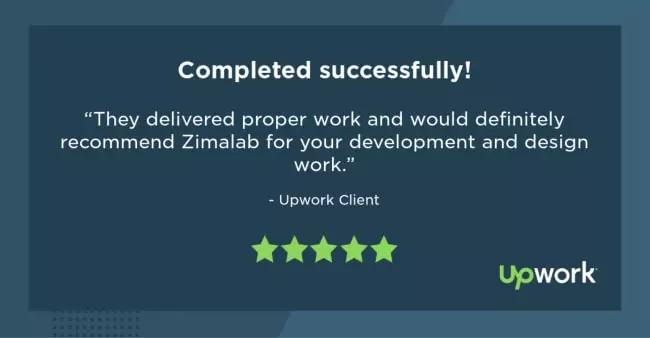 Completed successfully!
“They delivered proper work and would definitely
recommend Zimalab for your development and design
work.”
- Upwork Client
upwork